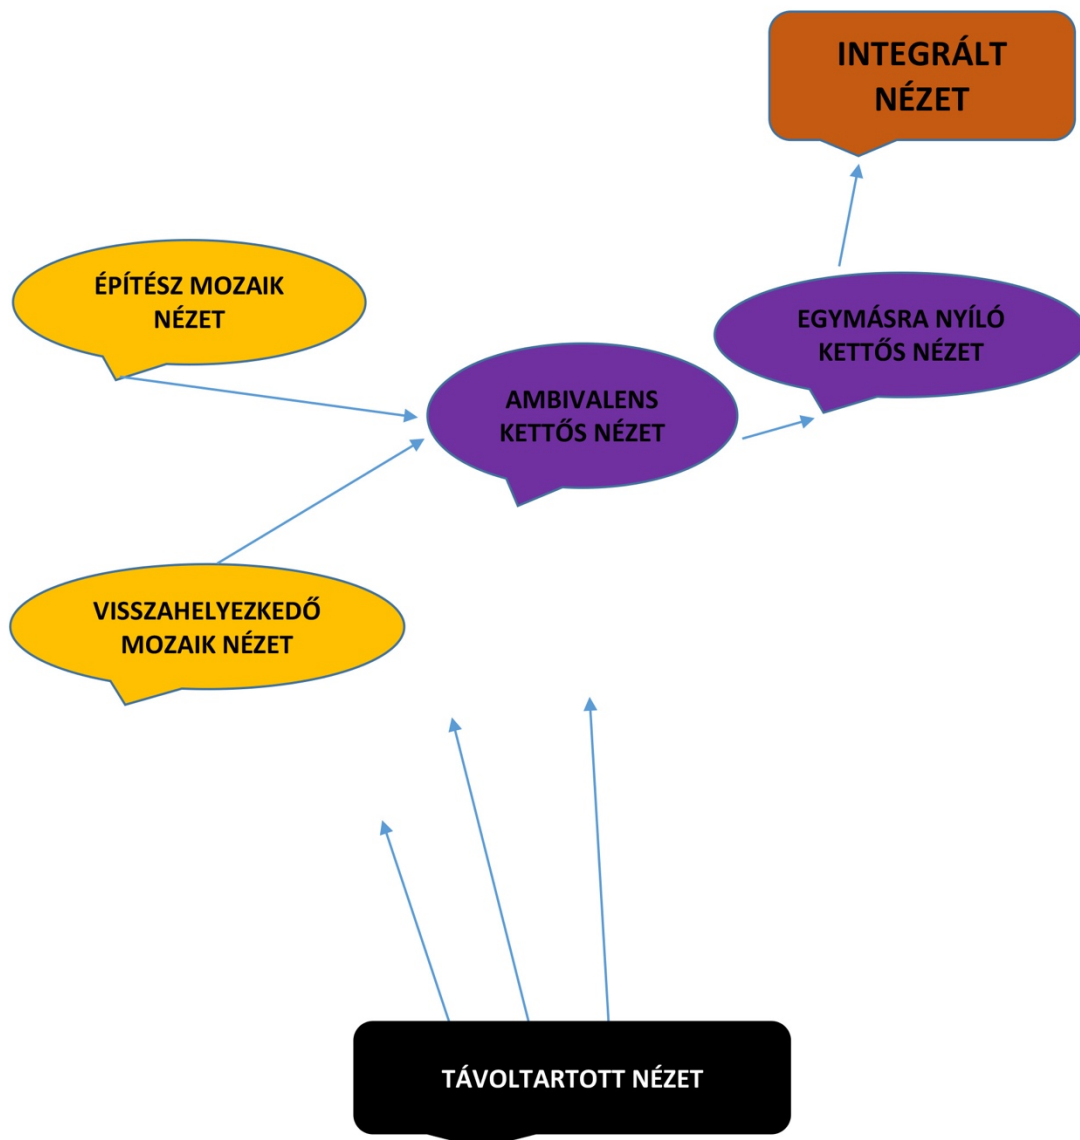 INTEGRÁLT
NÉZET
ÉPÍTÉSZ MOZAIK
NÉZET
EGYMÁSRA NYÍLÓ
KETTŐS NÉZET
AMBIVALENS
KETTŐS NÉZET
VISSZAHELYEZKEDŐ
MOZAIK NÉZET
TÁVOLTARTOTT NÉZET